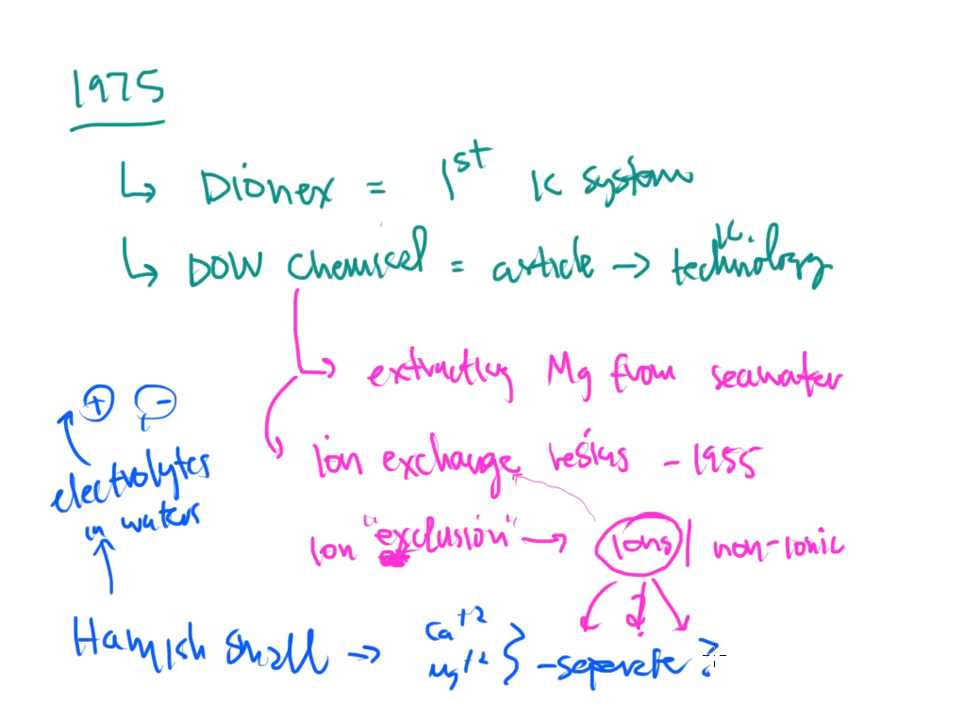 1975
↳ Dionex = 1st IC system
↳ DOW Chemical = article → IC. technology
↳ extracting Mg from seawater
Ion exchange resins - 1955
Ion "exclusion" → Ions | non-ionic
+ -
electrolytes
in waters
Hamish Small → Ca+2
Mg+2 } - separate ?